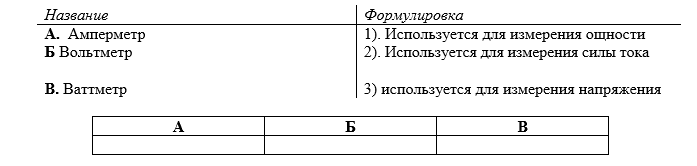 Название Формулировка
А. Амперметр 1). Используется для измерения ощности
Б Вольтметр 2). Используется для измерения силы тока
В. Ваттметр 3) используется для измерения напряжения
А Б В